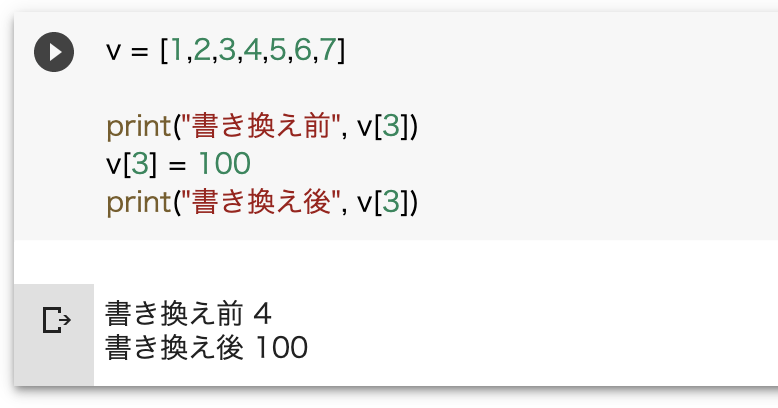 v = [1,2,3,4,5,6,7]
print("書き換え前", v[3])
v[3] = 100
print("書き換え後", v[3])
書き換え前 4
書き換え後 100